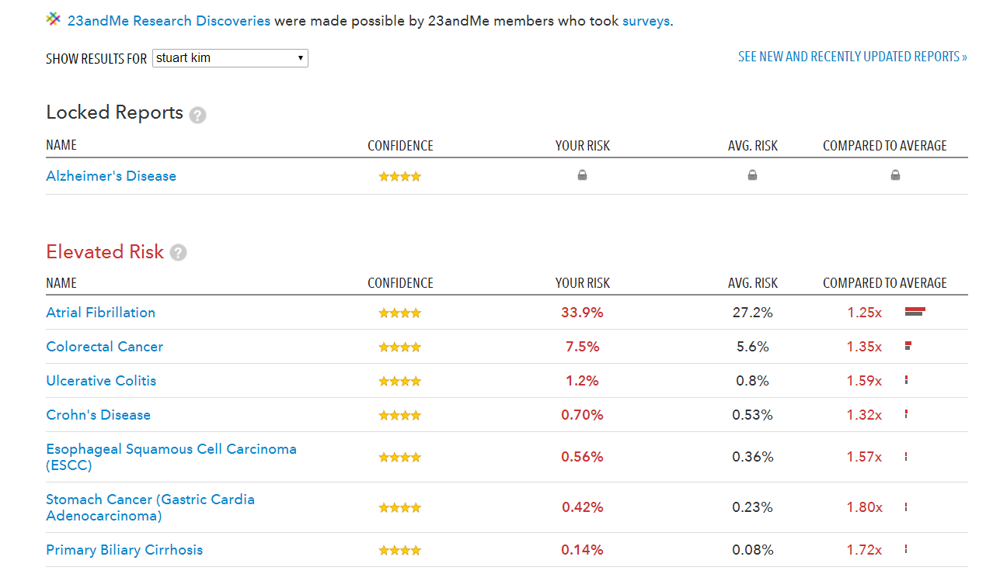 23andMe Research Discoveries were made possible by 23andMe members who took surveys.
SHOW RESULTS FOR stuart kim
SEE NEW AND RECENTLY UPDATED REPORTS »
Locked Reports ?
NAME CONFIDENCE YOUR RISK AVG. RISK COMPARED TO AVERAGE
Alzheimer's Disease
Elevated Risk ?
NAME CONFIDENCE YOUR RISK AVG. RISK COMPARED TO AVERAGE
Atrial Fibrillation 33.9% 27.2% 1.25x
Colorectal Cancer 7.5% 5.6% 1.35x
Ulcerative Colitis 1.2% 0.8% 1.59x
Crohn's Disease 0.70% 0.53% 1.32x
Esophageal Squamous Cell Carcinoma
(ESCC) 0.56% 0.36% 1.57x
Stomach Cancer (Gastric Cardia
Adenocarcinoma) 0.42% 0.23% 1.80x
Primary Biliary Cirrhosis 0.14% 0.08% 1.72x